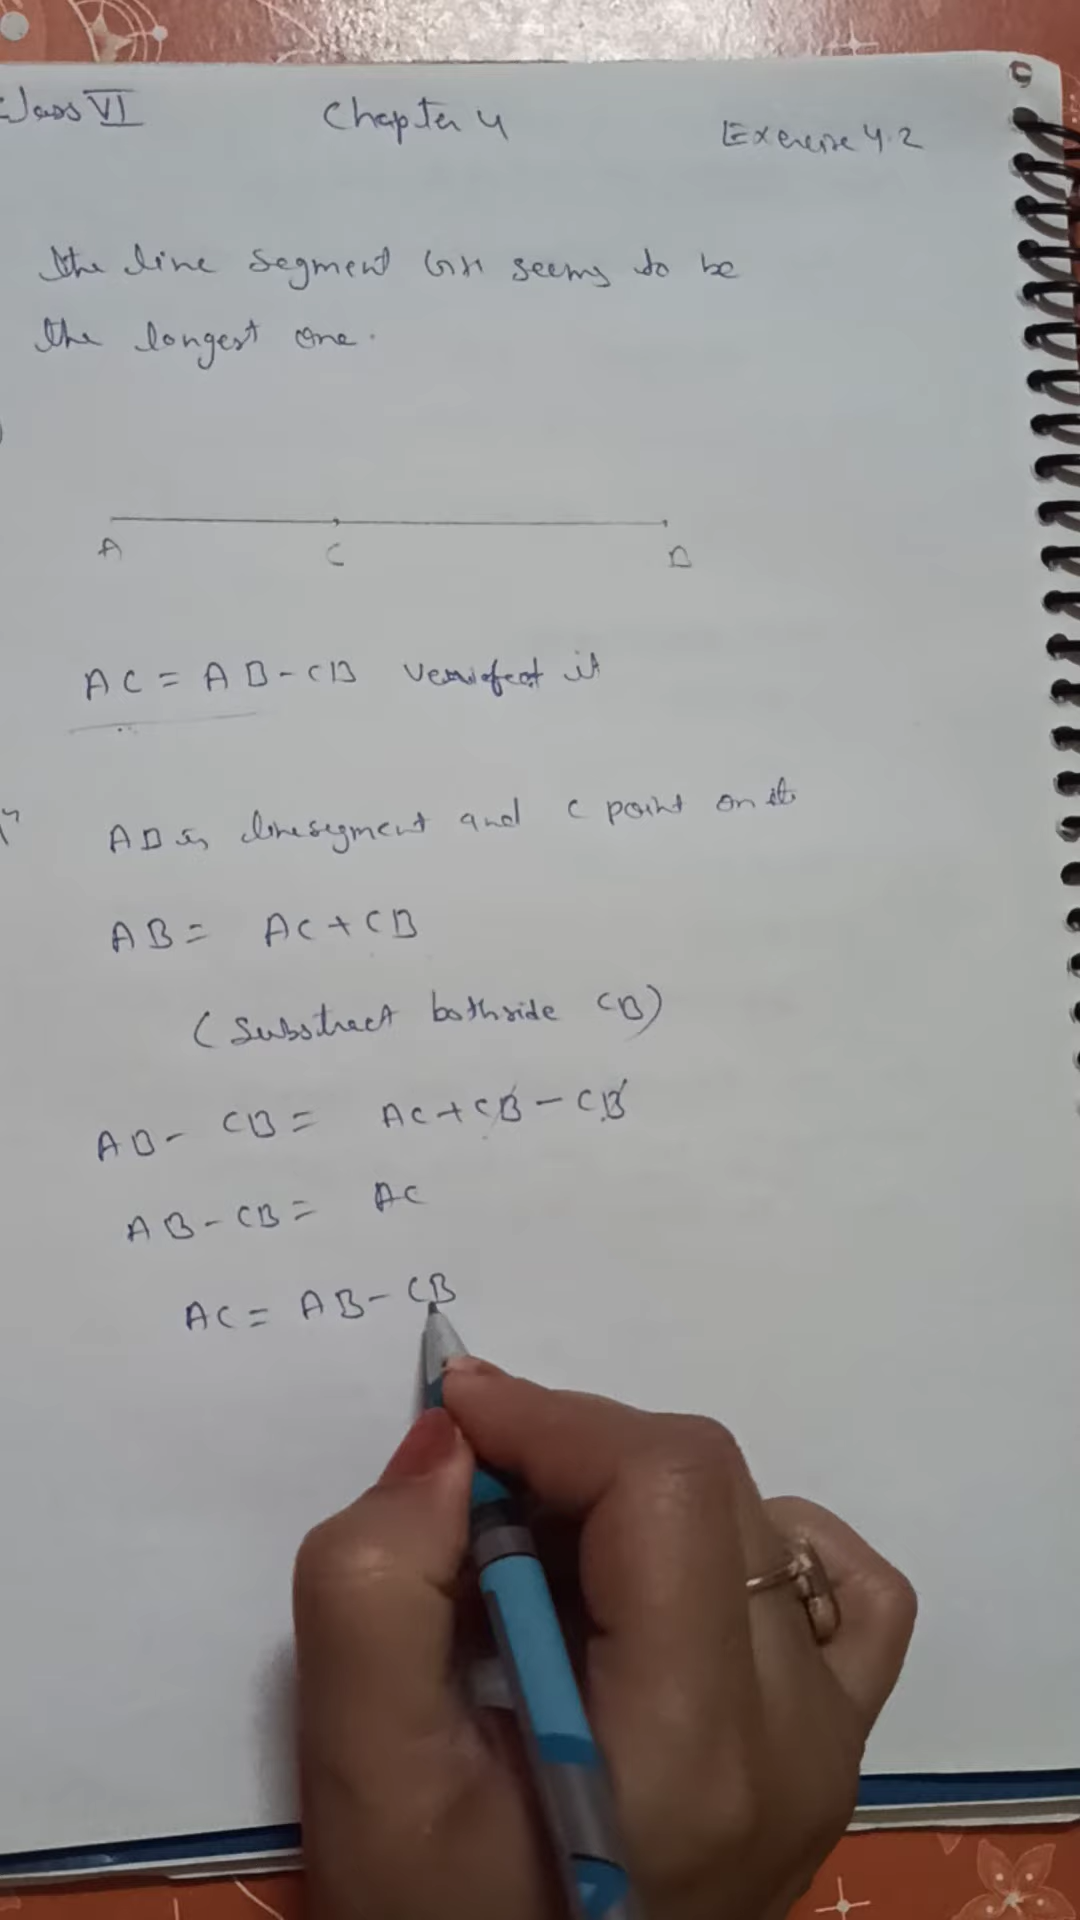 Class VI Chapter 4 Exercise 4.2
the line segment GH seems to be
the longest one.
A C B
AC = AB - CB it
AB is linesegment and C point on it
AB = AC + CB
(Substract bothside CB)
AB - CB = AC + CB - CB
AB - CB = AC
AC = AB - CB